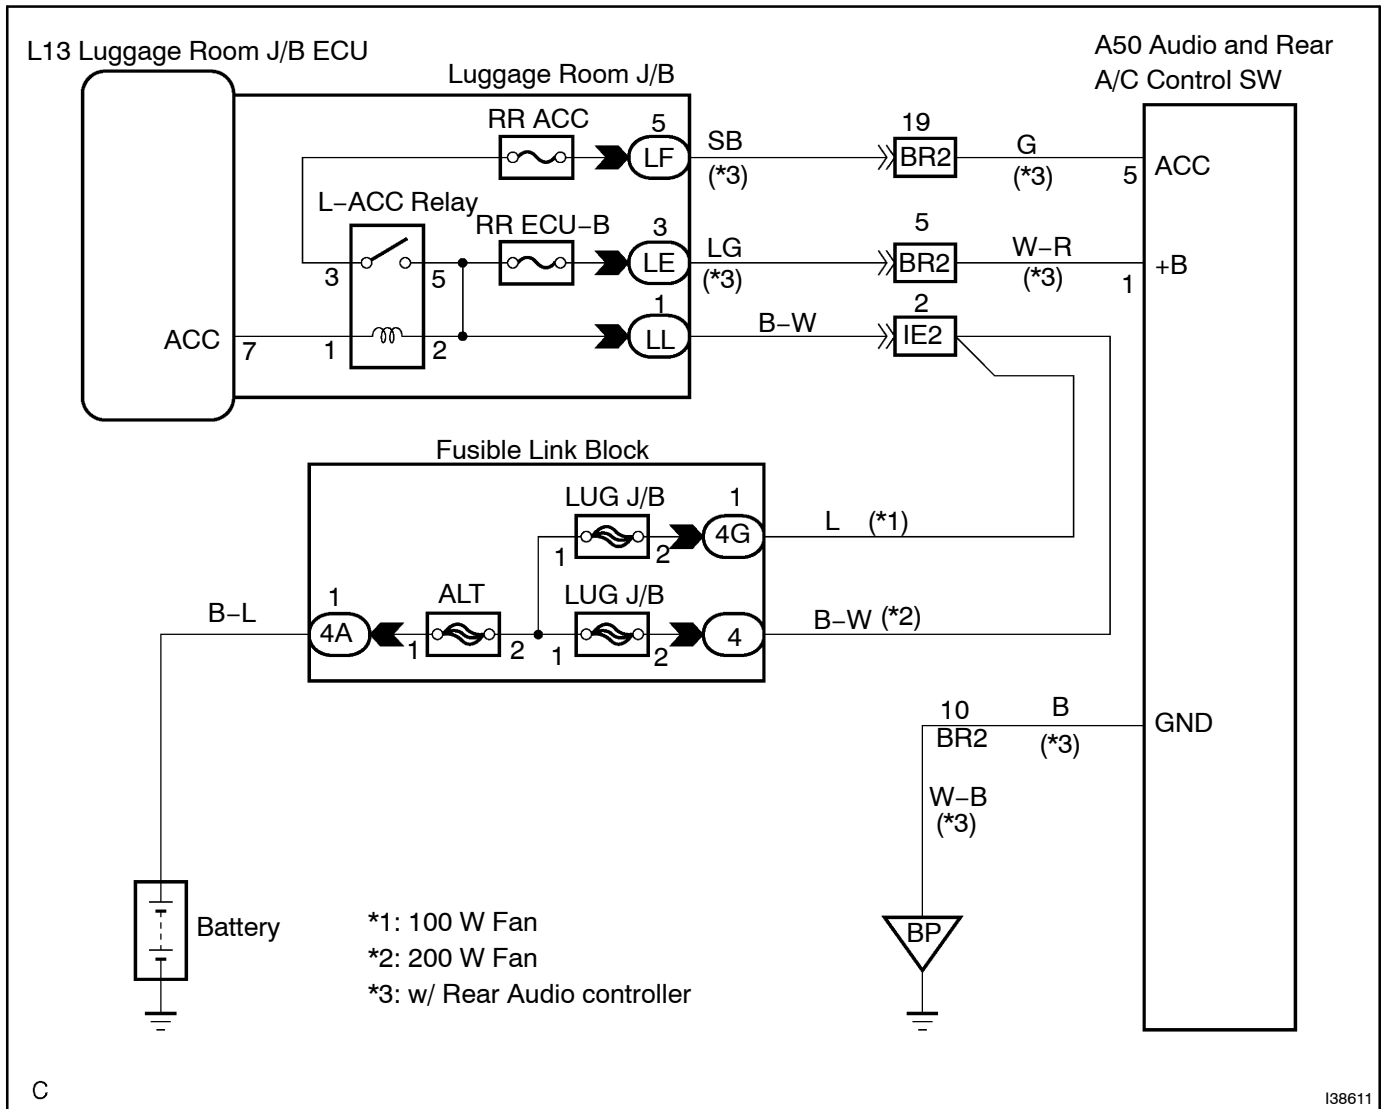 L13 Luggage Room J/B ECU
A50 Audio and Rear
A/C Control SW
Luggage Room J/B
RR ACC
5
LF
SB
(*3)
19
BR2
G
(*3)
5
ACC
L−ACC Relay
3
5
RR ECU−B
3
LE
LG
(*3)
5
BR2
W−R
(*3)
1
+B
ACC
7
1
2
1
LL
B−W
2
IE2
Fusible Link Block
LUG J/B
1
2
1
4G
L (*1)
B−L
1
4A
ALT
1
2
LUG J/B
1
2
4
B−W (*2)
10
BR2
B
(*3)
GND
W−B
(*3)
BP
Battery
*1: 100 W Fan
*2: 200 W Fan
*3: w/ Rear Audio controller
C
I38611